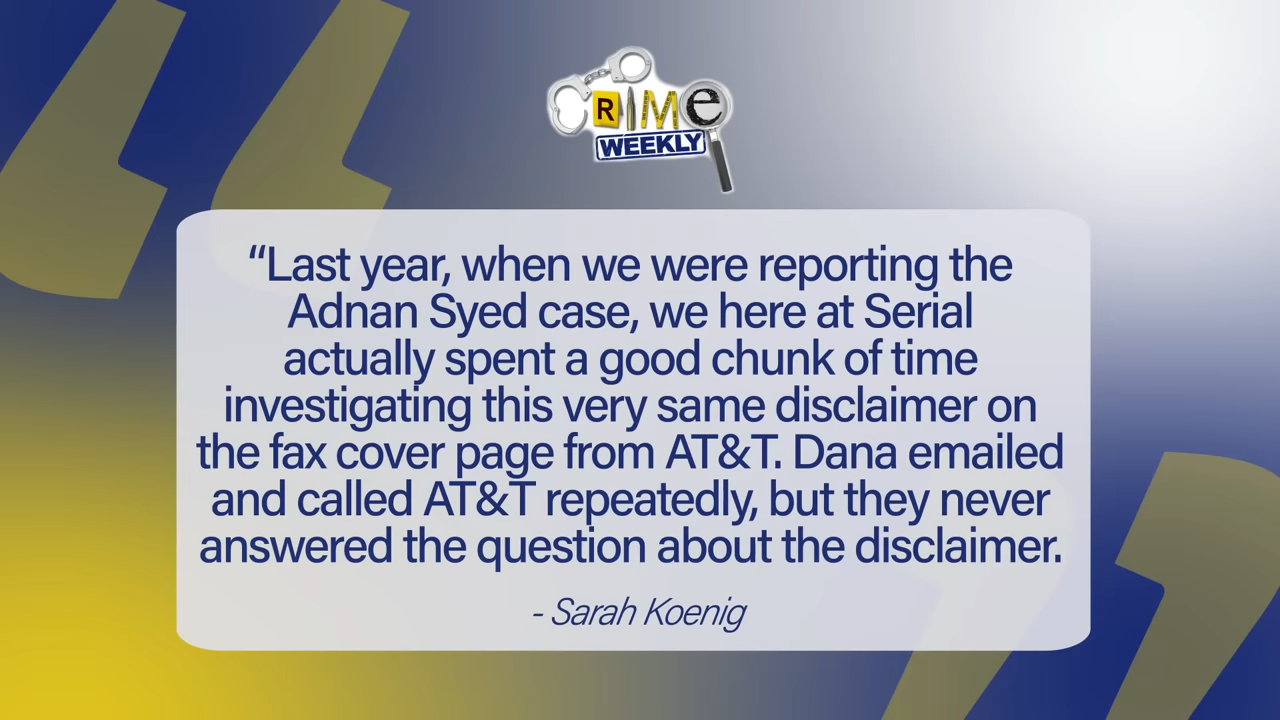 CRIME
WEEKLY
“Last year, when we were reporting the
Adnan Syed case, we here at Serial
actually spent a good chunk of time
investigating this very same disclaimer on
the fax cover page from AT&T. Dana emailed
and called AT&T repeatedly, but they never
answered the question about the disclaimer.
- Sarah Koenig